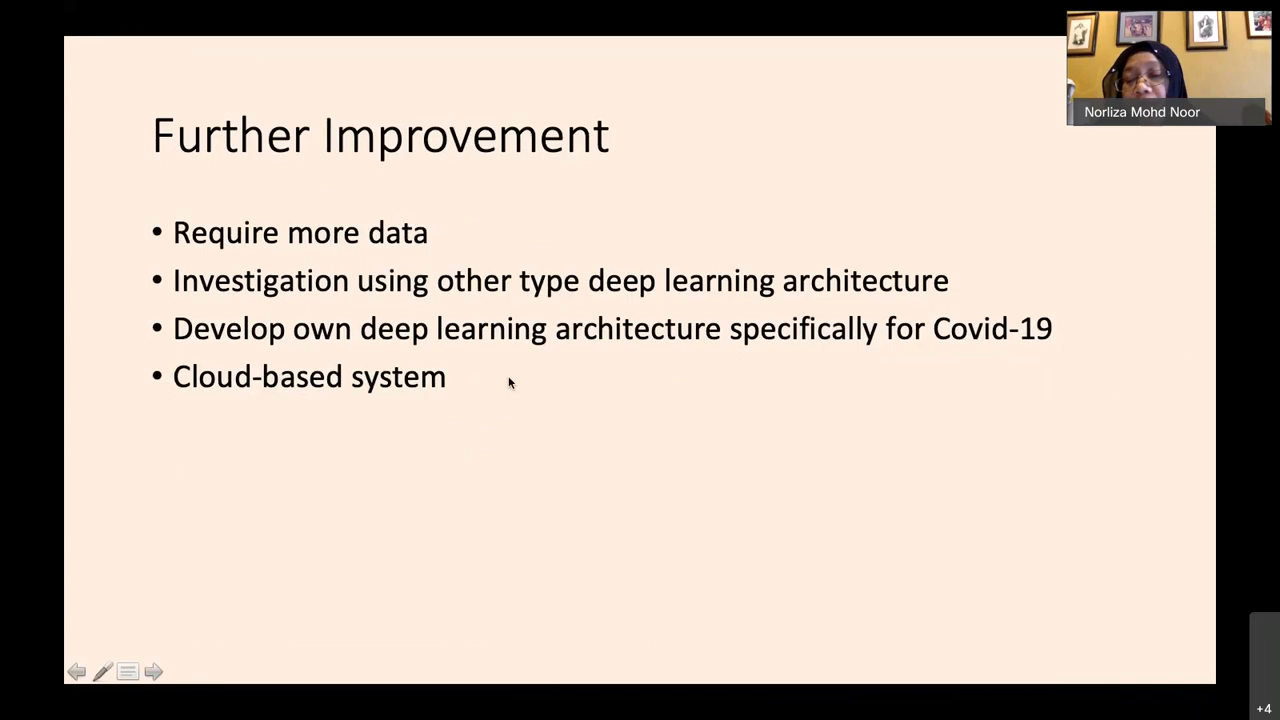 Norliza Mohd Noor
Further Improvement
• Require more data
• Investigation using other type deep learning architecture
• Develop own deep learning architecture specifically for Covid-19
• Cloud-based system
+4